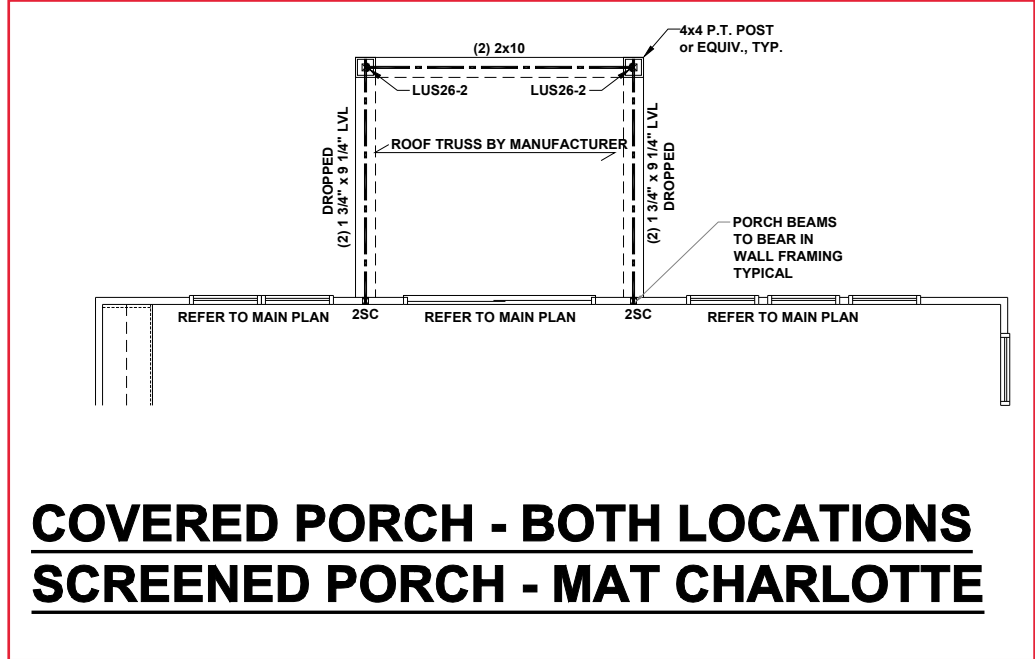 4x4 P.T. POST
or EQUIV., TYP.
(2) 2x10
LUS26-2
LUS26-2
ROOF TRUSS BY MANUFACTURER
DROPPED
(2) 1 3/4" x 9 1/4" LVL
(2) 1 3/4" x 9 1/4" LVL
DROPPED
PORCH BEAMS
TO BEAR IN
WALL FRAMING
TYPICAL
REFER TO MAIN PLAN
2SC
REFER TO MAIN PLAN
2SC
REFER TO MAIN PLAN
COVERED PORCH - BOTH LOCATIONS
SCREENED PORCH - MAT CHARLOTTE